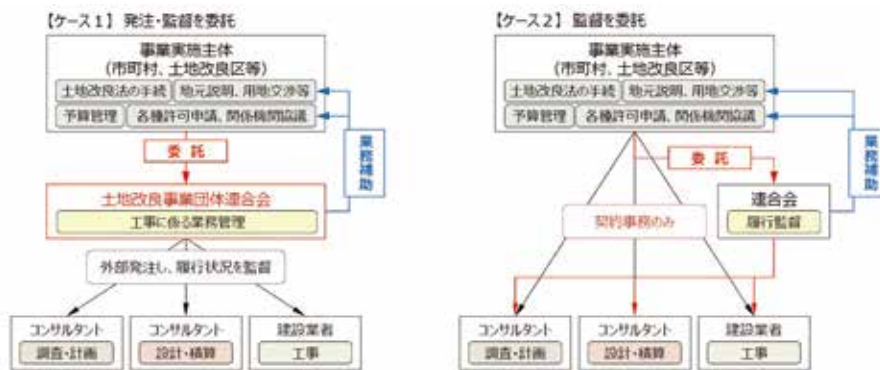 【ケース1】 発注・監督を委託
事業実施主体
(市町村、土地改良区等)
土地改良法の手続
地元説明、用地交渉等
予算管理
各種許可申請、関係機関協議
委託
業務補助
土地改良事業団体連合会
工事に係る業務管理
外部発注し、履行状況を監督
コンサルタント
調査・計画
コンサルタント
設計・積算
建設業者
工事
【ケース2】 監督を委託
事業実施主体
(市町村、土地改良区等)
土地改良法の手続
地元説明、用地交渉等
予算管理
各種許可申請、関係機関協議
委託
業務補助
連合会
履行監督
契約事務のみ
コンサルタント
調査・計画
コンサルタント
設計・積算
建設業者
工事